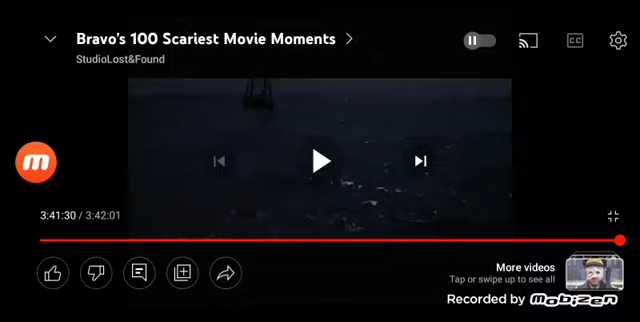 Bravo's 100 Scariest Movie Moments
StudioLost&Found
CC
m
3:41:30 / 3:42:01
More videos
Tap or swipe up to see all
Recorded by Mobizen